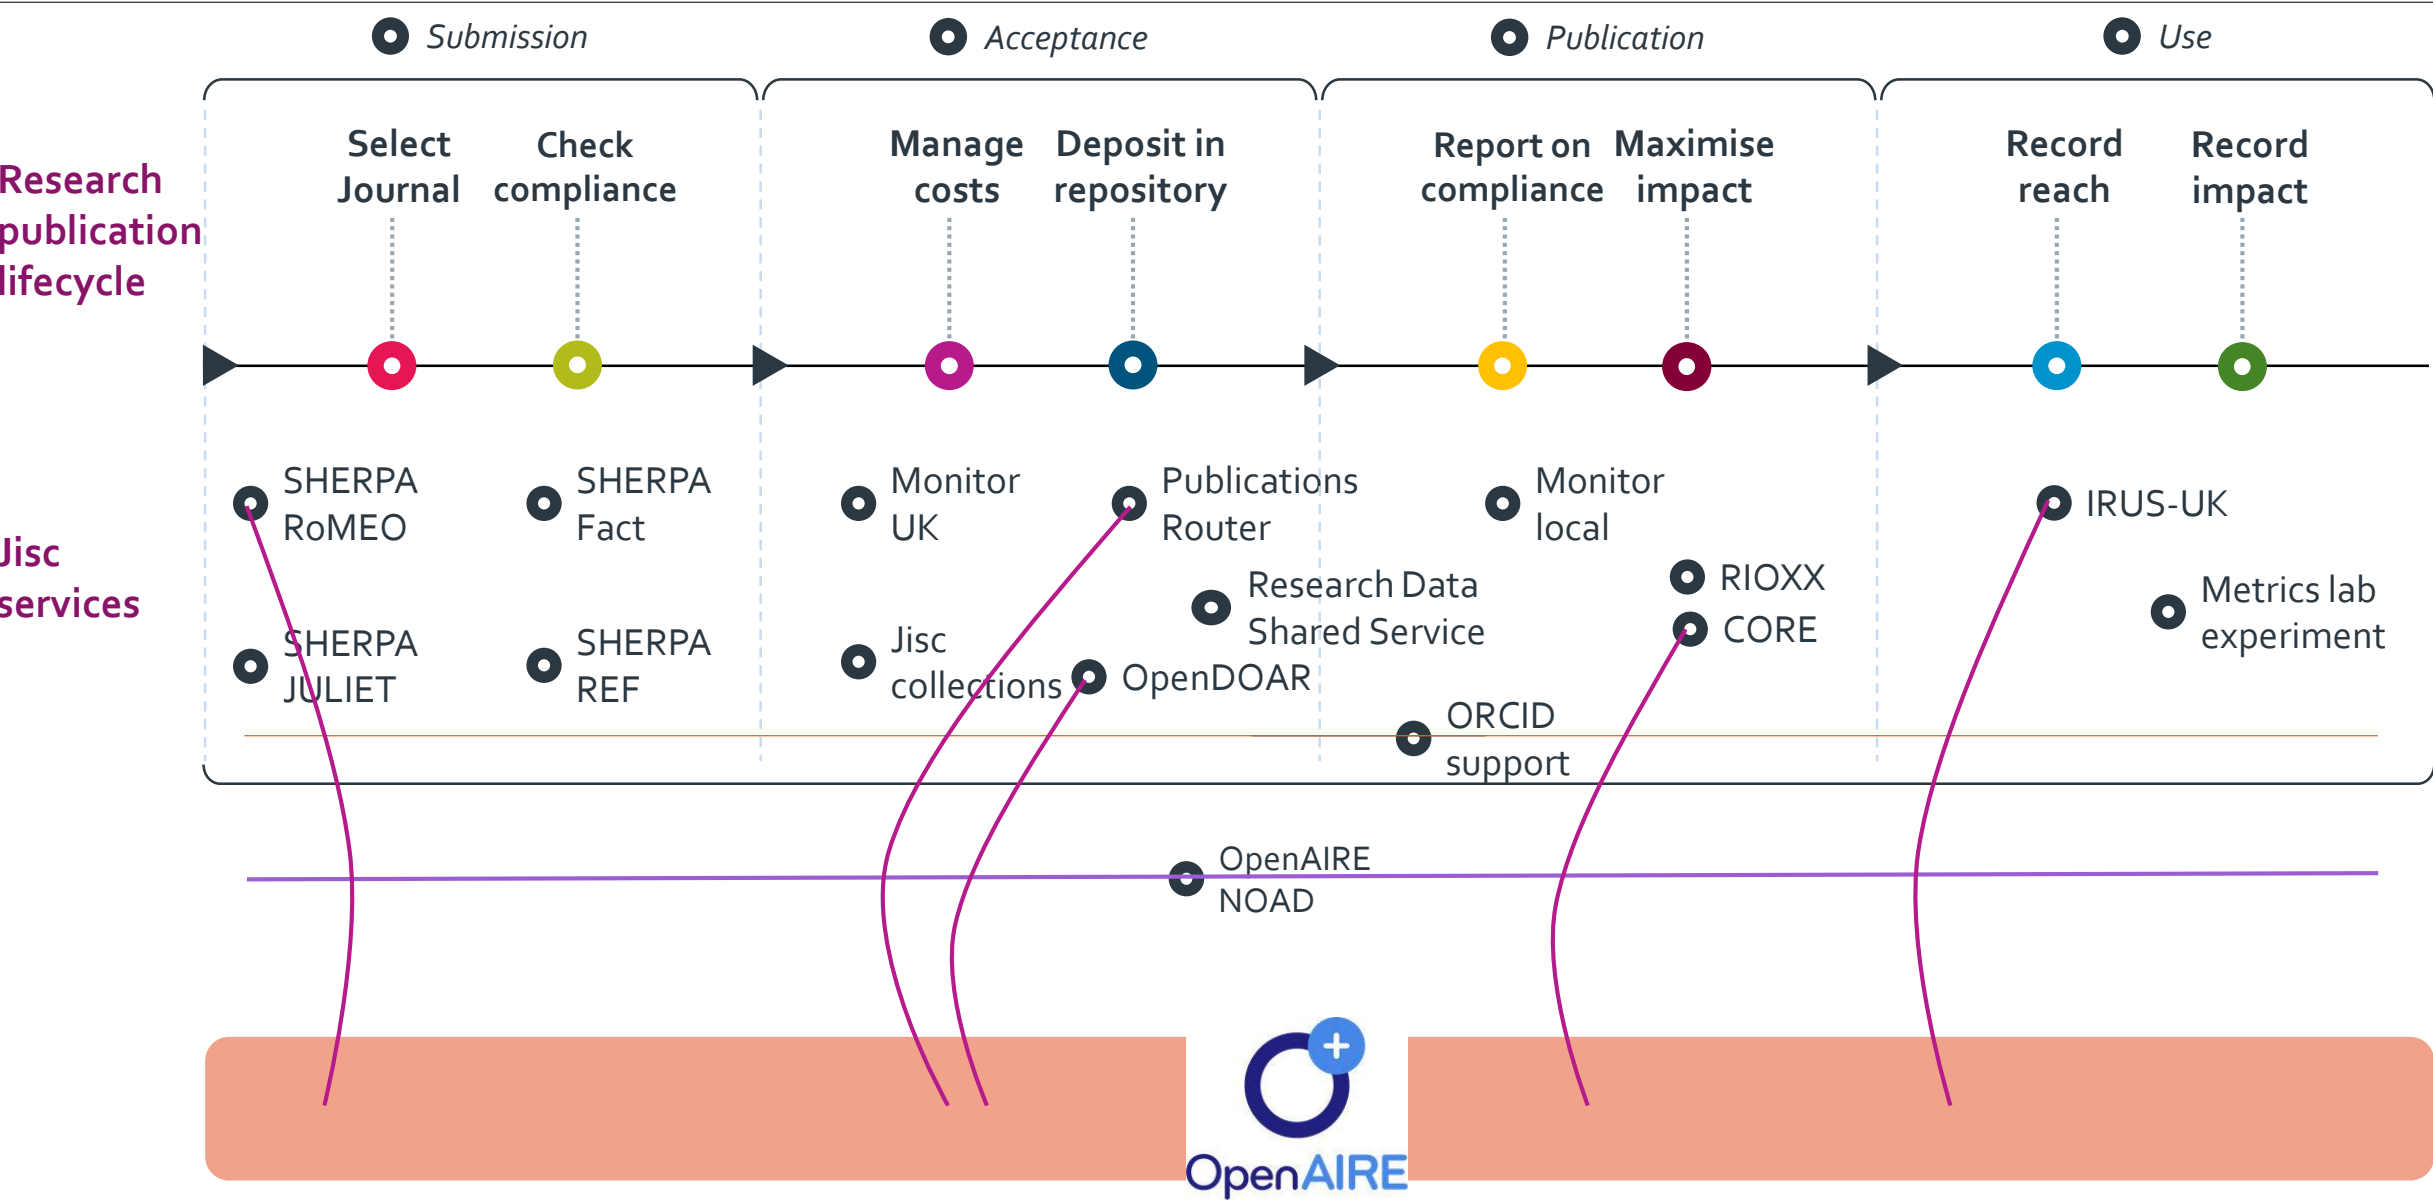 Submission
Acceptance
Publication
Use
Research
publication
lifecycle
Select
Journal
Check
compliance
Manage
costs
Deposit in
repository
Report on
compliance
Maximise
impact
Record
reach
Record
impact
Jisc
services
SHERPA
RoMEO
SHERPA
Fact
SHERPA
JULIET
SHERPA
REF
Monitor
UK
Publications
Router
Research Data
Shared Service
Jisc
collections
OpenDOAR
Monitor
local
RIOXX
CORE
ORCID
support
IRUS-UK
Metrics lab
experiment
OpenAIRE
NOAD
OpenAIRE